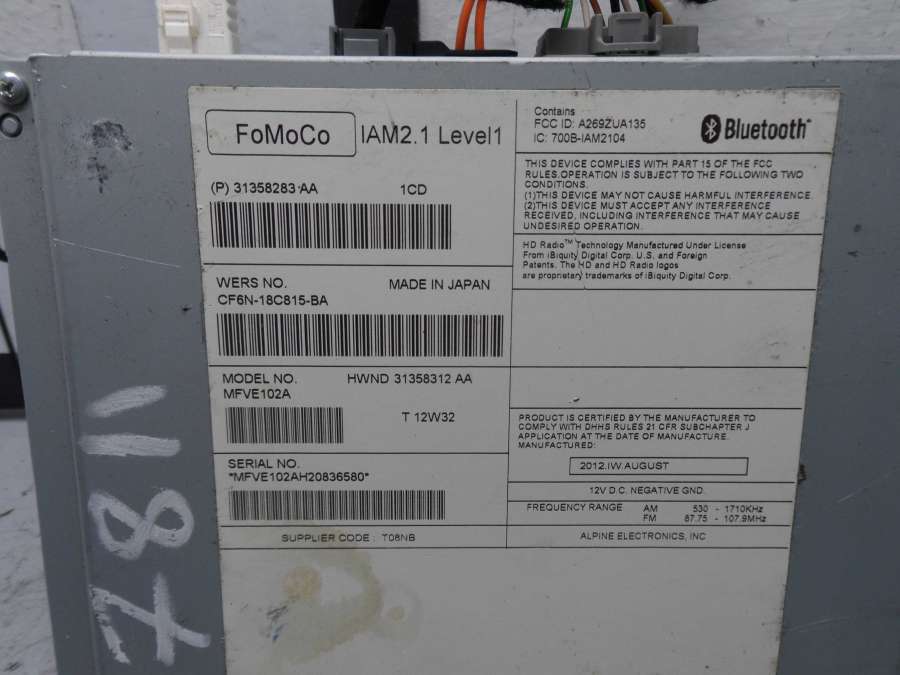 FoMoCo IAM2.1 Level1
(P) 31358283 AA 1CD
WERS NO. MADE IN JAPAN
CF6N-18C815-BA
MODEL NO. HWND 31358312 AA
MFVE102A
T 12W32
SERIAL NO.
*MFVE102AH20836580*
SUPPLIER CODE : T08NB
Contains
FCC ID: A269ZUA135
IC: 700B-IAM2104
Bluetooth
THIS DEVICE COMPLIES WITH PART 15 OF THE FCC
RULES.OPERATION IS SUBJECT TO THE FOLLOWING TWO
CONDITIONS.
(1)THIS DEVICE MAY NOT CAUSE HARMFUL INTERFERENCE.
(2)THIS DEVICE MUST ACCEPT ANY INTERFERENCE
RECEIVED, INCLUDING INTERFERENCE THAT MAY CAUSE
UNDESIRED OPERATION.
HD Radio™ Technology Manufactured Under License
From iBiquity Digital Corp. U.S. and Foreign
Patents. The HD and HD Radio logos
are proprietary trademarks of iBiquity Digital Corp.
PRODUCT IS CERTIFIED BY THE MANUFACTURER TO
COMPLY WITH DHHS RULES 21 CFR SUBCHAPTER J
APPLICATION AT THE DATE OF MANUFACTURE.
MANUFACTURED:
2012.IW.AUGUST
12V D.C. NEGATIVE GND.
FREQUENCY RANGE AM 530 - 1710KHz
FM 87.75 - 107.9MHz
ALPINE ELECTRONICS, INC
7811